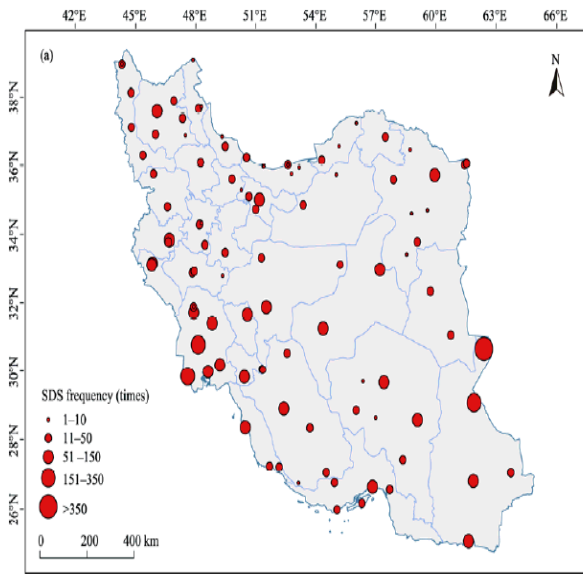 42°E 45°E 48°E 51°E 54°E 57°E 60°E 63°E 66°E
(a)
N
38°N
36°N
34°N
32°N
30°N
28°N
26°N
SDS frequency (times)
1–10
11–50
51 –150
151–350
>350
0 200 400 km